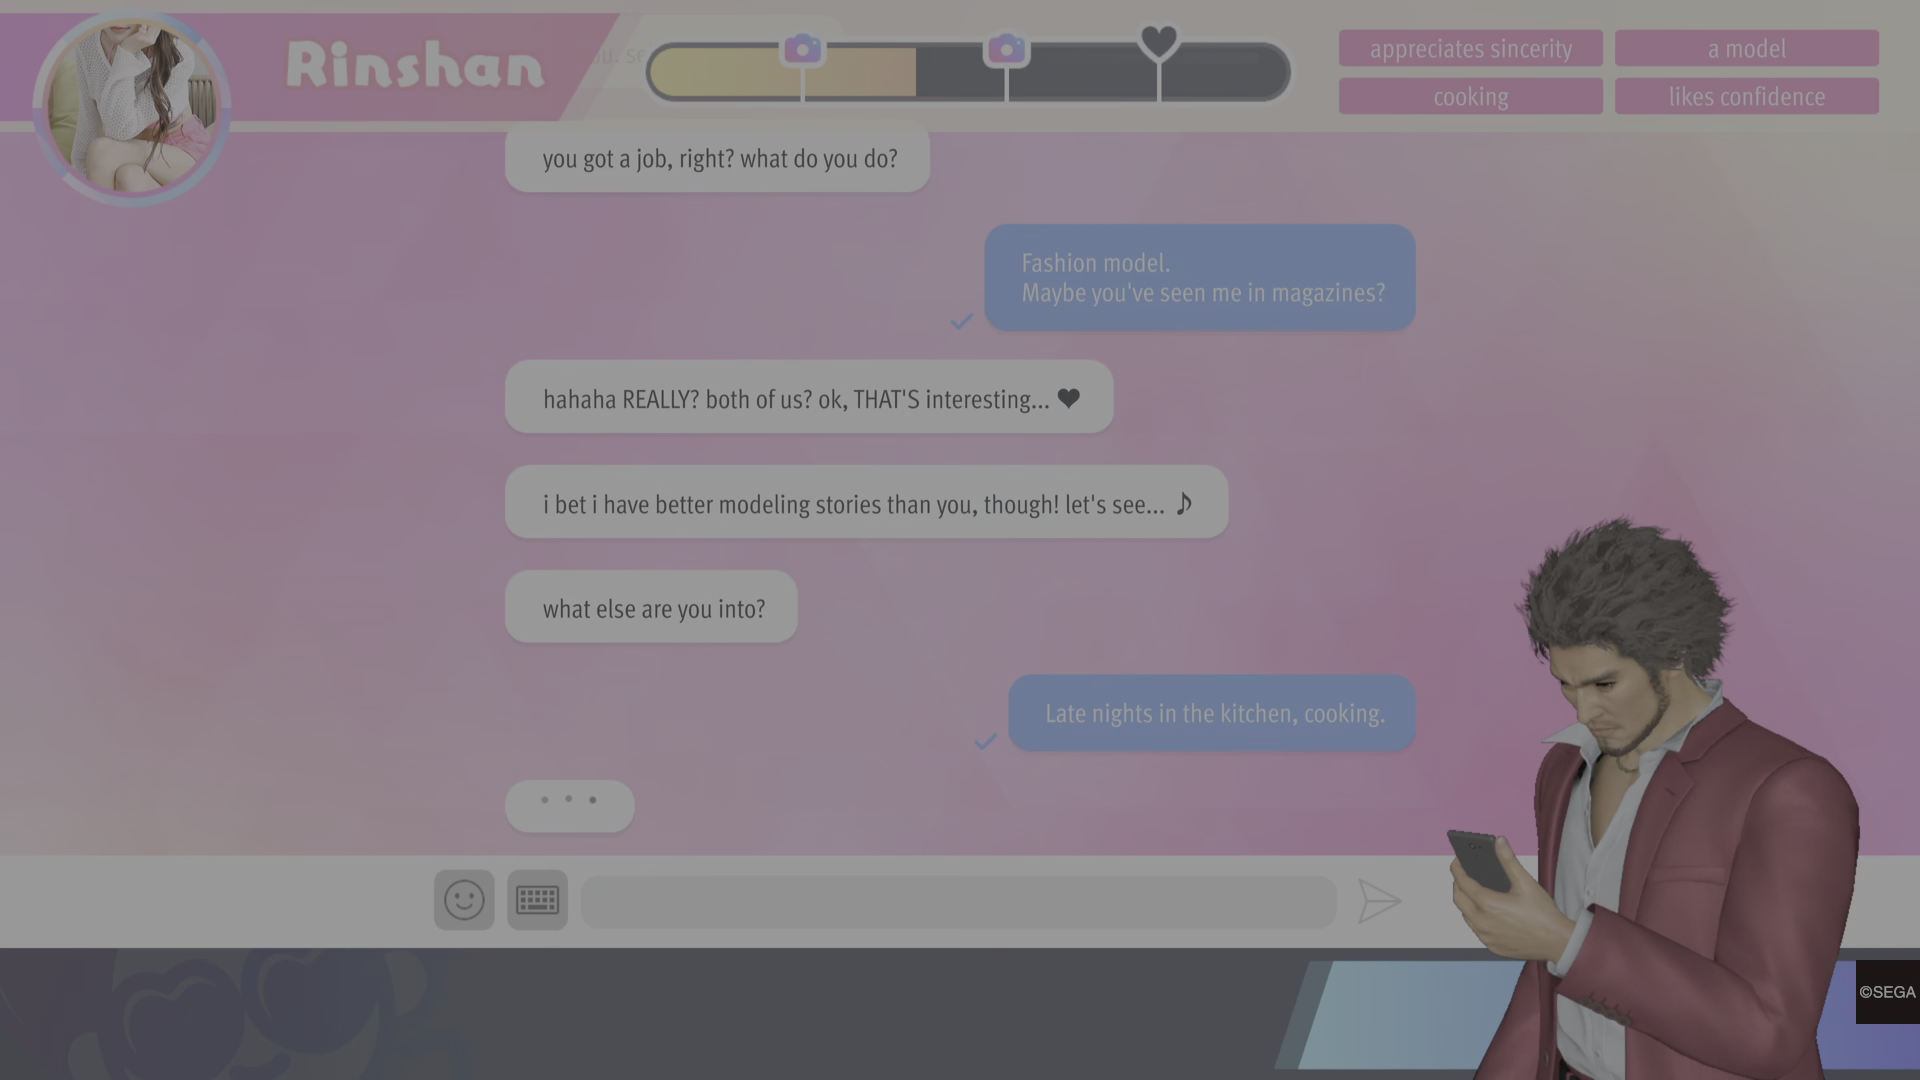 Rinshan
appreciates sincerity
a model
cooking
likes confidence
you got a job, right? what do you do?
Fashion model.
Maybe you've seen me in magazines?
hahaha REALLY? both of us? ok, THAT'S interesting... ♥
i bet i have better modeling stories than you, though! let's see... ♪
what else are you into?
Late nights in the kitchen, cooking.
©SEGA